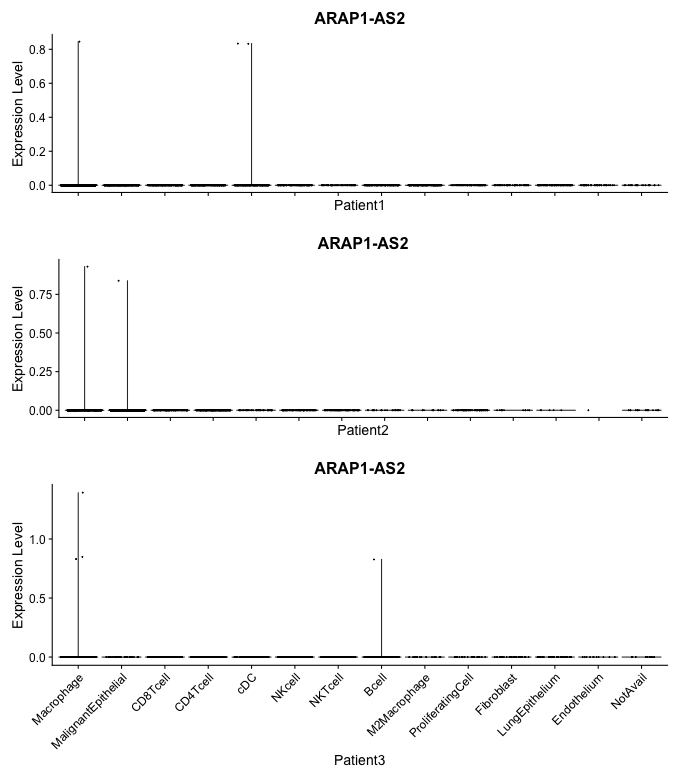 ARAP1-AS2
Expression Level
0.8
0.6
0.4
0.2
0.0
Patient1
ARAP1-AS2
Expression Level
0.75
0.50
0.25
0.00
Patient2
ARAP1-AS2
Expression Level
1.0
0.5
0.0
Macrophage
MalignantEpithelial
CD8Tcell
CD4Tcell
cDC
NKcell
NKTcell
Bcell
M2Macrophage
ProliferatingCell
Fibroblast
LungEpithelium
Endothelium
NotAvail
Patient3